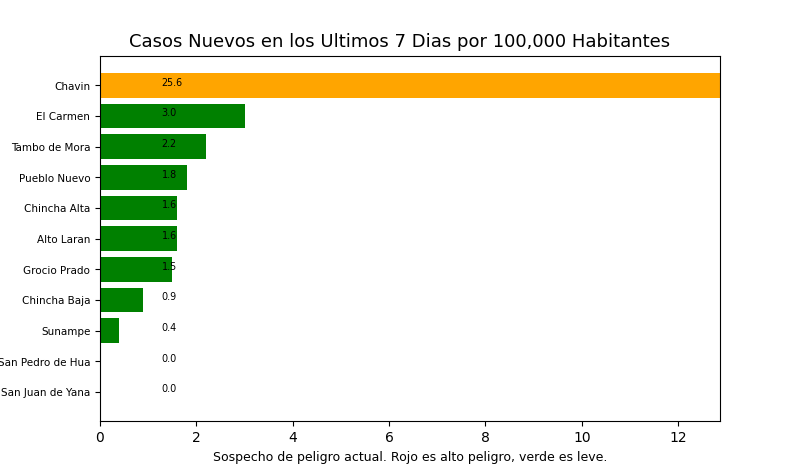 Casos Nuevos en los Ultimos 7 Dias por 100,000 Habitantes
Chavin 25.6
El Carmen 3.0
Tambo de Mora 2.2
Pueblo Nuevo 1.8
Chincha Alta 1.6
Alto Laran 1.6
Grocio Prado 1.5
Chincha Baja 0.9
Sunampe 0.4
San Pedro de Hua 0.0
San Juan de Yana 0.0
0 2 4 6 8 10 12
Sospecho de peligro actual. Rojo es alto peligro, verde es leve.